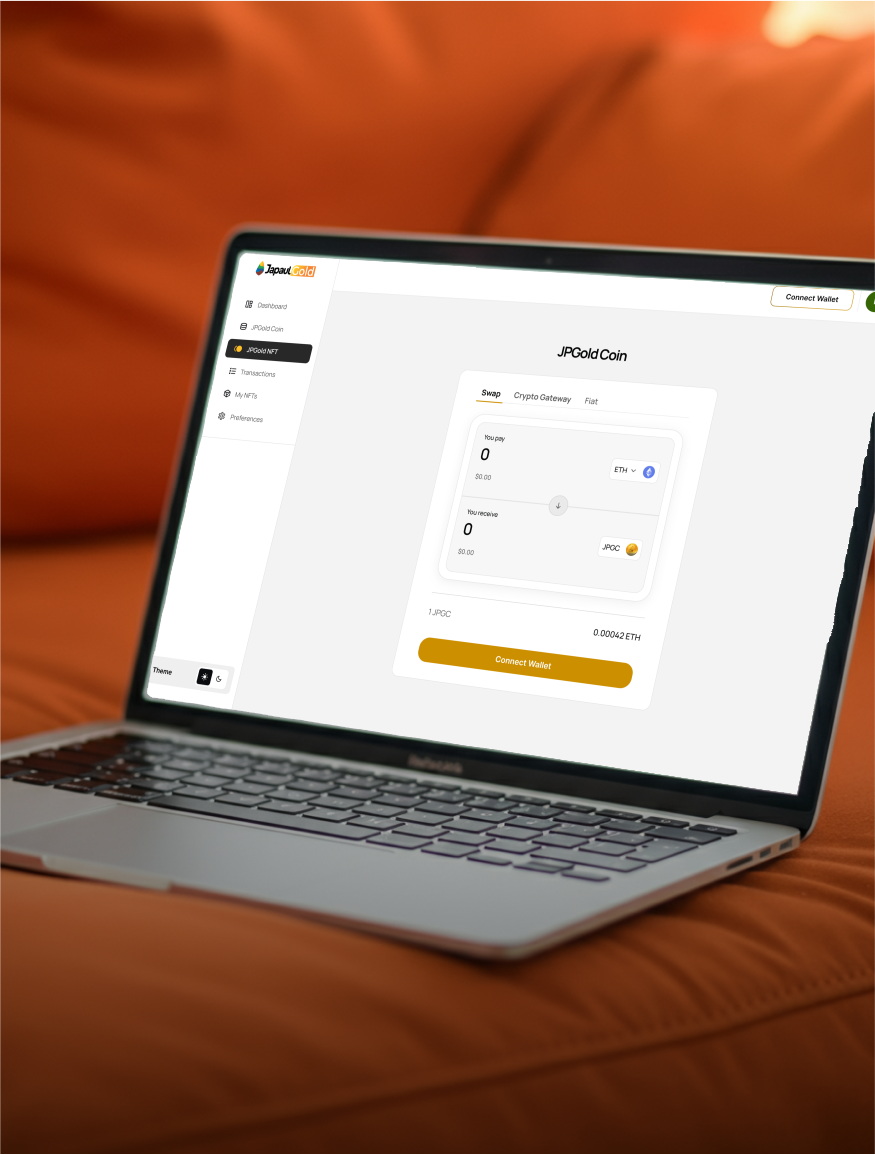 JapaulGold
Connect Wallet
Dashboard
JPGold Coin
JPGold NFT
Transactions
My NFTs
Preferences
Theme
JPGold Coin
Swap Crypto Gateway Fiat
You pay
0
ETH
$0.00
You receive
0
JPGC
$0.00
1 JPGC
0.00042 ETH
Connect Wallet